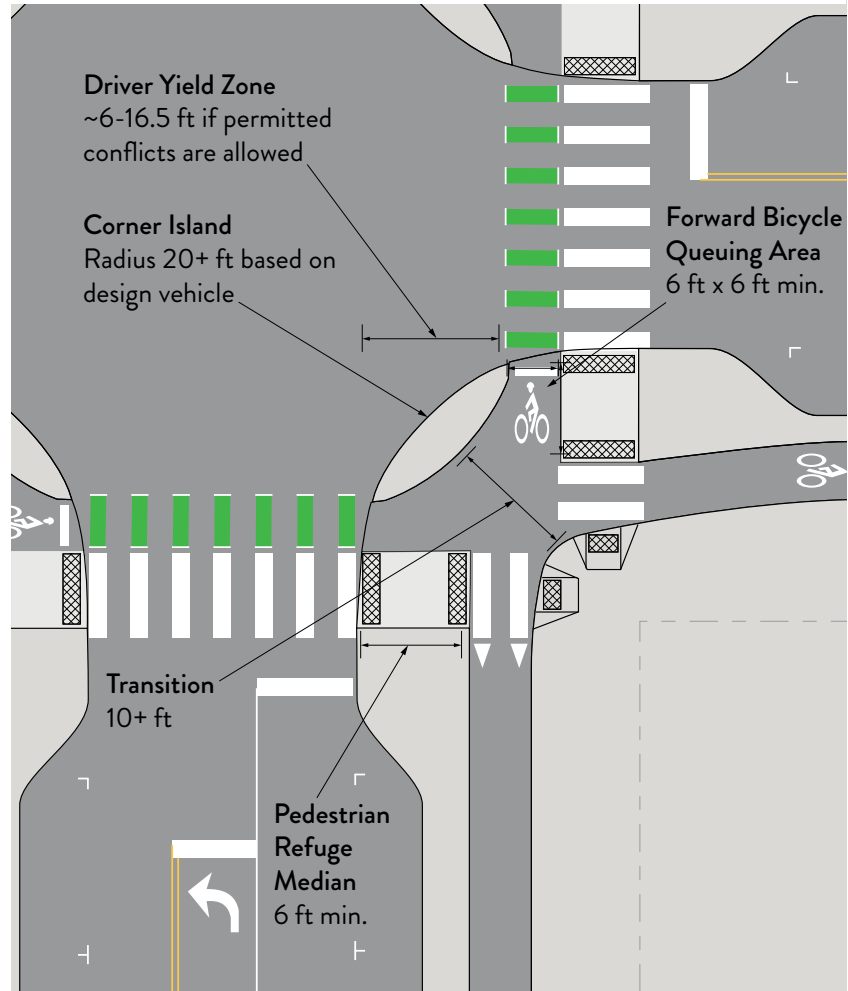 Driver Yield Zone
~6-16.5 ft if permitted
conflicts are allowed
Corner Island
Radius 20+ ft based on
design vehicle
Forward Bicycle
Queuing Area
6 ft x 6 ft min.
Transition
10+ ft
Pedestrian
Refuge
Median
6 ft min.